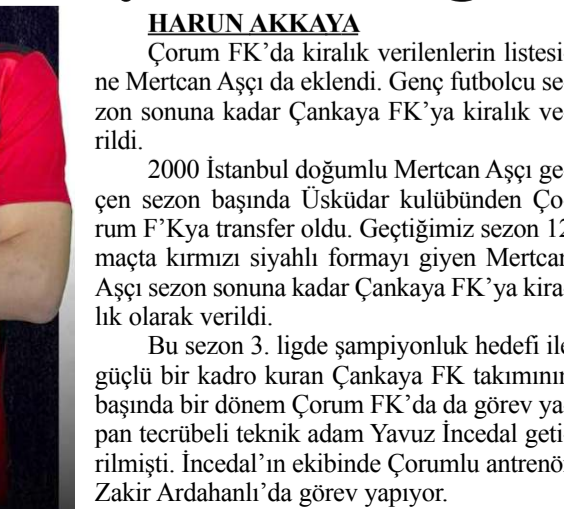 HARUN AKKAYA
Çorum FK’da kiralık verilenlerin listesi
ne Mertcan Aşçı da eklendi. Genç futbolcu se
zon sonuna kadar Çankaya FK’ya kiralık ve
rildi.
2000 İstanbul doğumlu Mertcan Aşçı ge
çen sezon başında Üsküdar kulübünden Ço
rum F’Kya transfer oldu. Geçtiğimiz sezon 12
maçta kırmızı siyahlı formayı giyen Mertcan
Aşçı sezon sonuna kadar Çankaya FK’ya kira
lık olarak verildi.
Bu sezon 3. ligde şampiyonluk hedefi ile
güçlü bir kadro kuran Çankaya FK takımının
başında bir dönem Çorum FK’da da görev ya
pan tecrübeli teknik adam Yavuz İncedal geti
rilmişti. İncedal’ın ekibinde Çorumlu antrenör
Zakir Ardahanlı’da görev yapıyor.